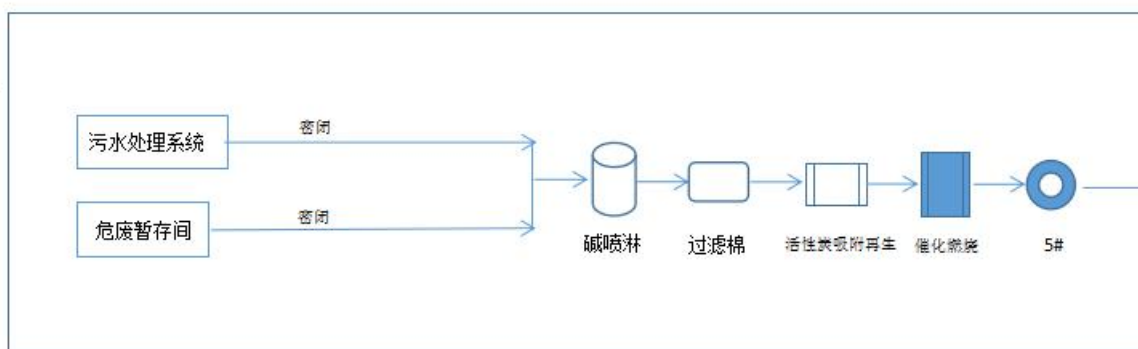 密闭
污水处理系统
密闭
危废暂存间
碱喷淋
过滤棉
活性炭吸附再生
催化燃烧
5#